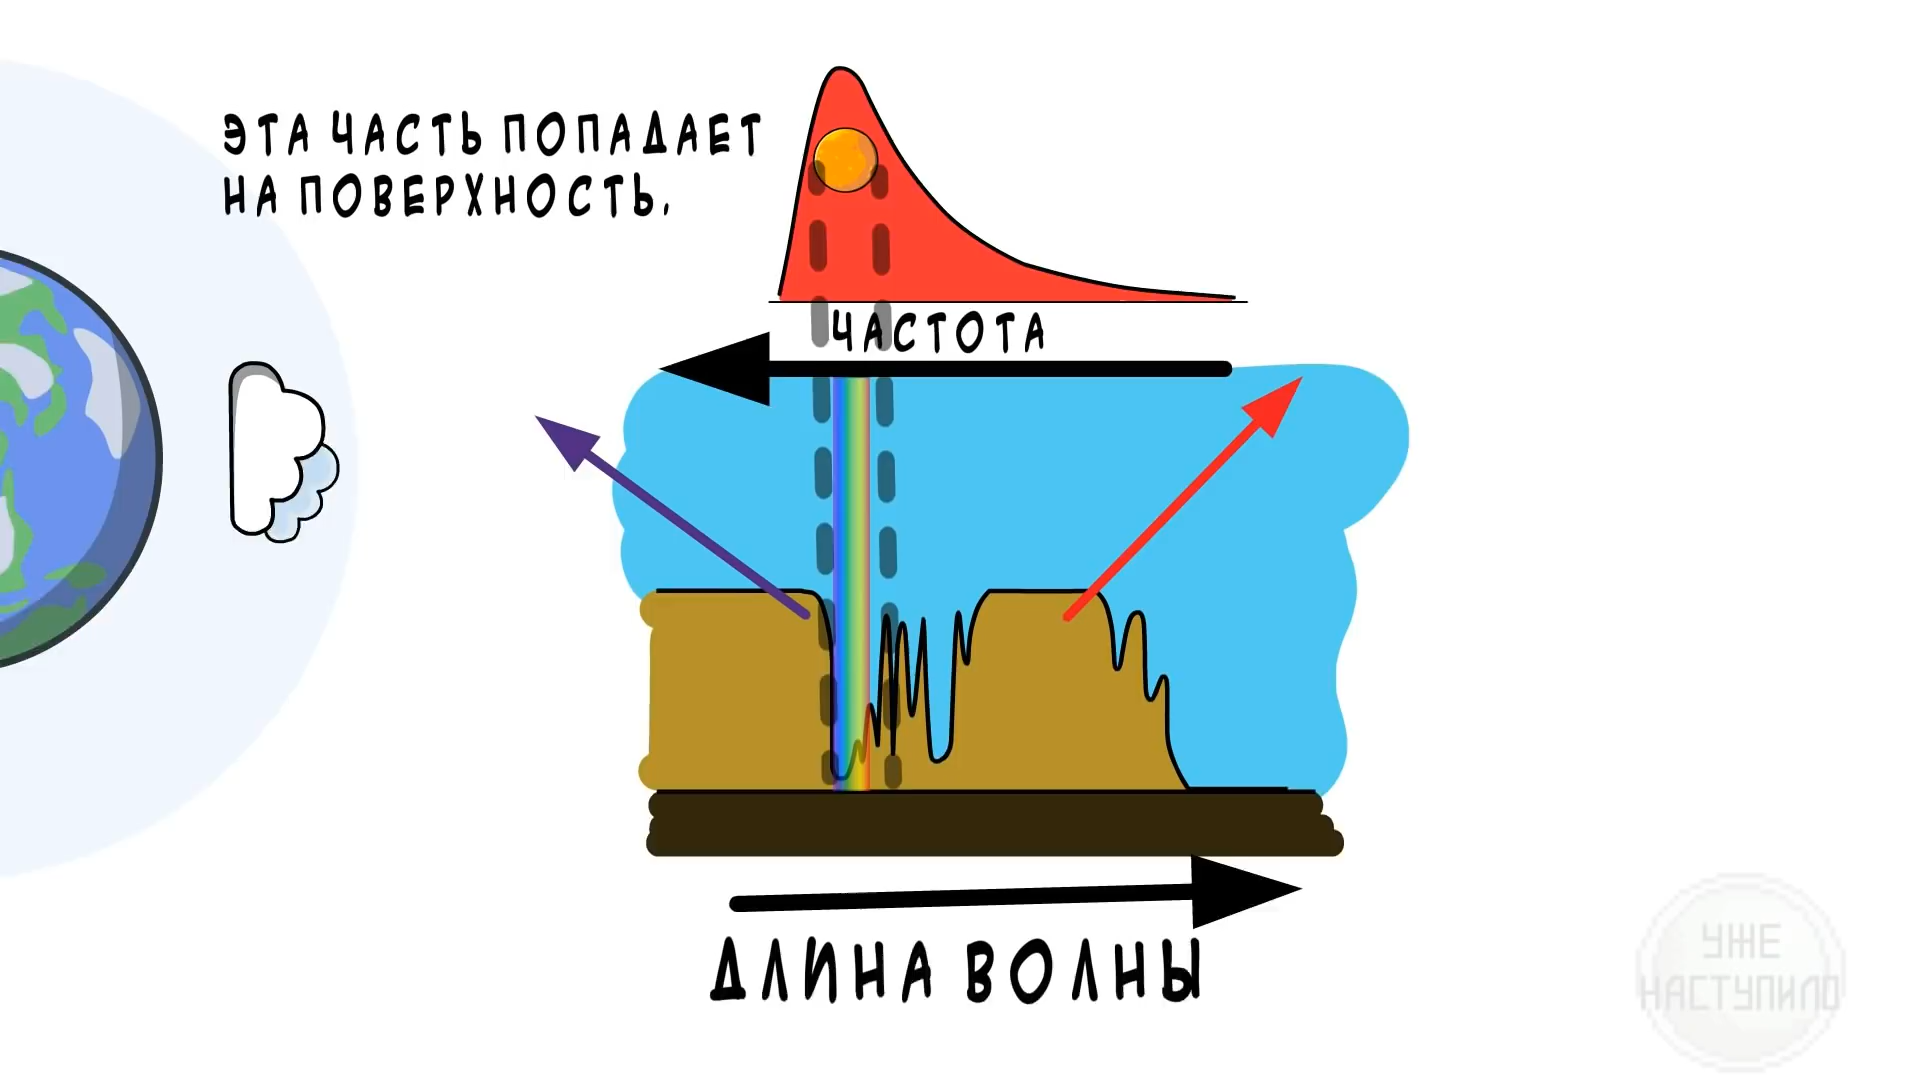 ЭТА ЧАСТЬ ПОПАДАЕТ
НА ПОВЕРХНОСТЬ.
ЧАСТОТА
ДЛИНА ВОЛНЫ
УЖЕ
НАСТУПИЛО